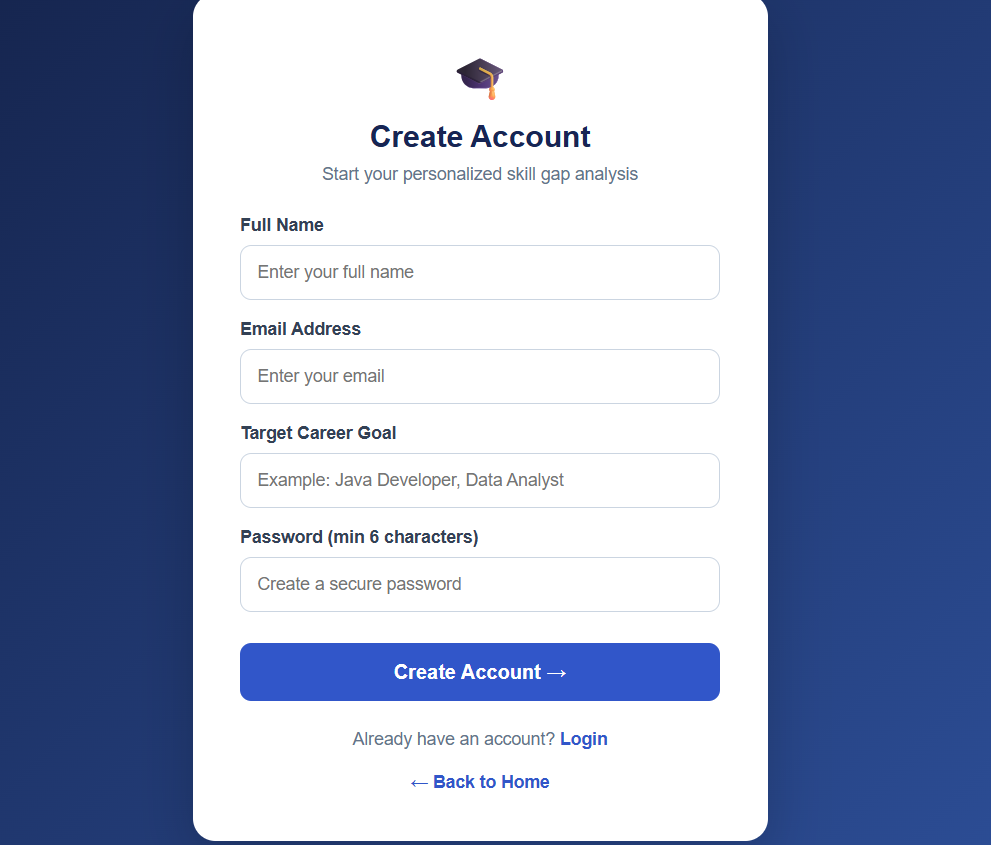 Create Account
Start your personalized skill gap analysis
Full Name
Enter your full name
Email Address
Enter your email
Target Career Goal
Example: Java Developer, Data Analyst
Password (min 6 characters)
Create a secure password
Create Account →
Already have an account? Login
← Back to Home